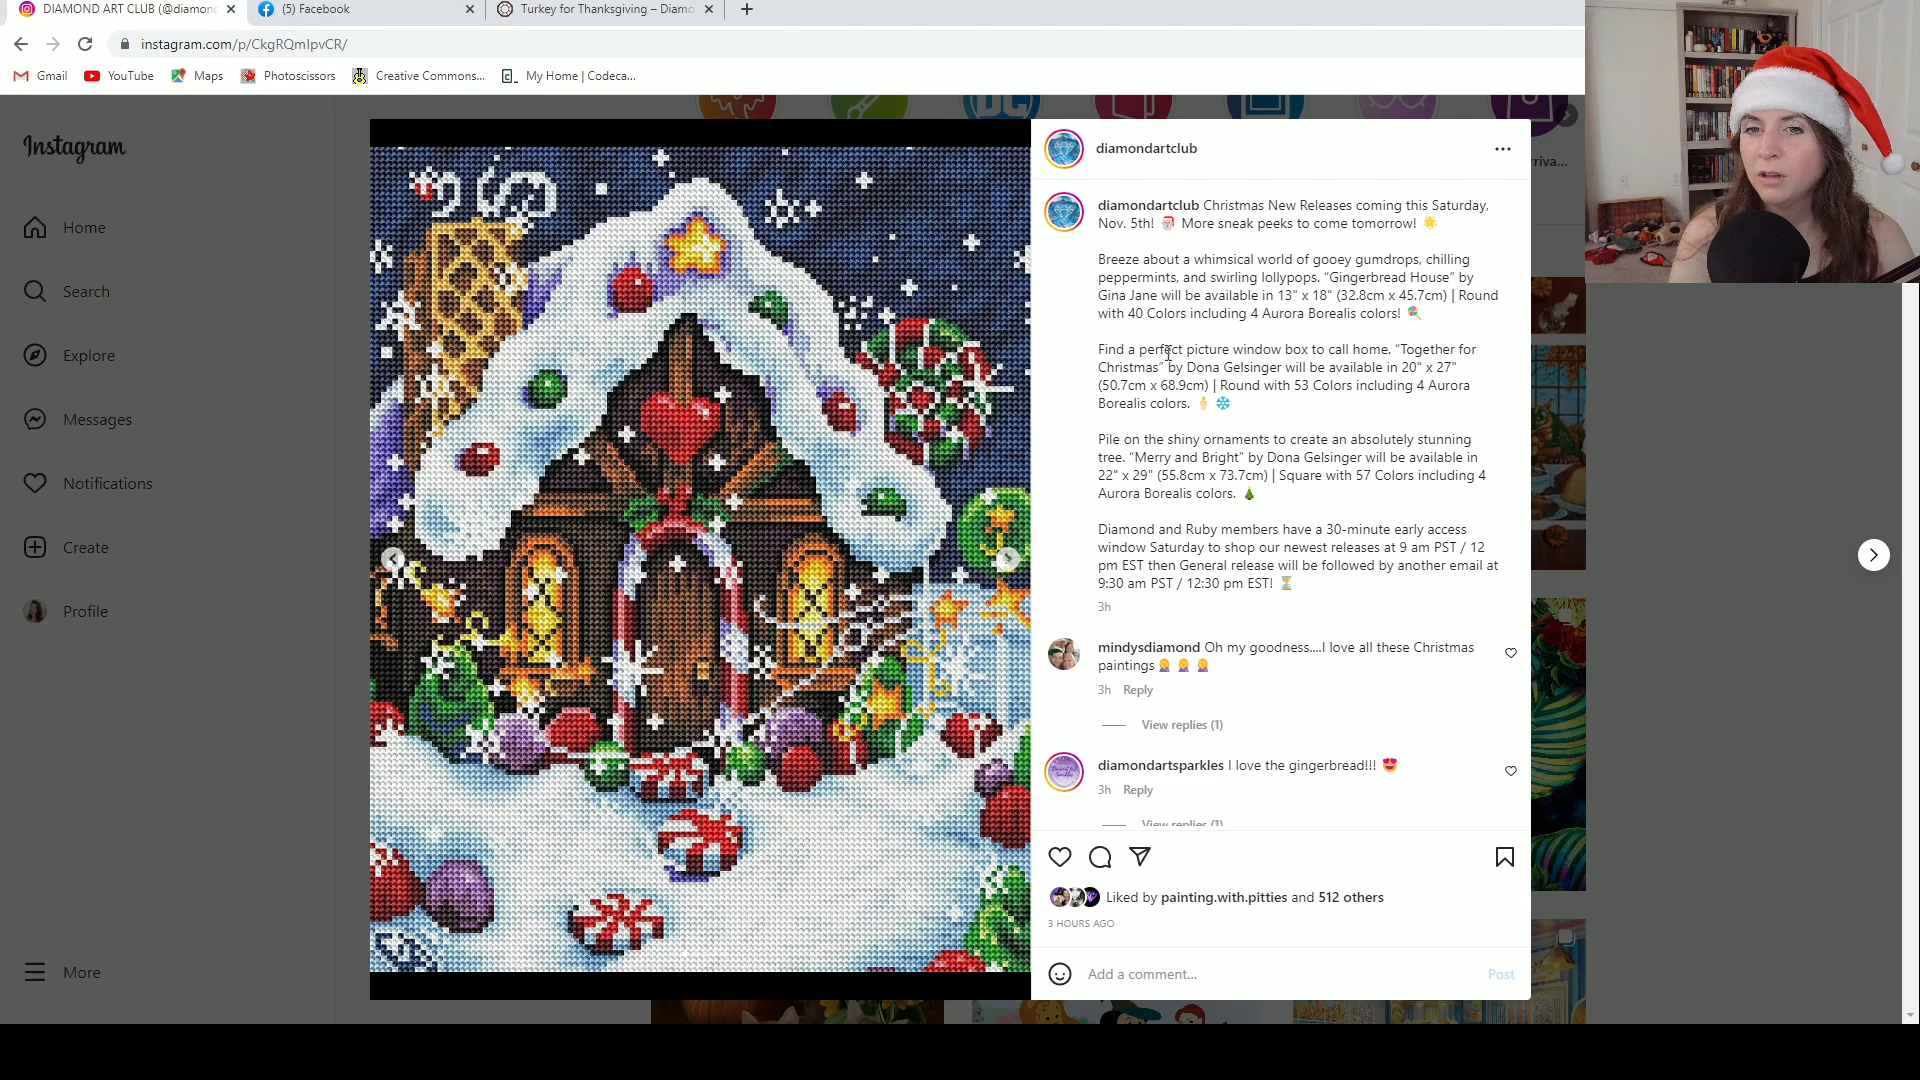 DIAMOND ART CLUB (@diamon
(5) Facebook
Turkey for Thanksgiving – Diamo
instagram.com/p/CkgRQmIpvCR/
Gmail
YouTube
Maps
Photoscissors
Creative Commons...
My Home | Codeca...
Instagram
Home
Search
Explore
Messages
Notifications
Create
Profile
More
DC
rriva...
diamondartclub
diamondartclub Christmas New Releases coming this Saturday,
Nov. 5th! 🎅 More sneak peeks to come tomorrow! 🌟
Breeze about a whimsical world of gooey gumdrops, chilling
peppermints, and swirling lollypops. “Gingerbread House” by
Gina Jane will be available in 13" x 18" (32.8cm x 45.7cm) | Round
with 40 Colors including 4 Aurora Borealis colors! 🍭
Find a perfect picture window box to call home. “Together for
Christmas” by Dona Gelsinger will be available in 20" x 27"
(50.7cm x 68.9cm) | Round with 53 Colors including 4 Aurora
Borealis colors. 🕯️ ❄️
Pile on the shiny ornaments to create an absolutely stunning
tree. “Merry and Bright” by Dona Gelsinger will be available in
22" x 29" (55.8cm x 73.7cm) | Square with 57 Colors including 4
Aurora Borealis colors. 🎄
Diamond and Ruby members have a 30-minute early access
window Saturday to shop our newest releases at 9 am PST / 12
pm EST then General release will be followed by another email at
9:30 am PST / 12:30 pm EST! ⏳
3h
mindysdiamond Oh my goodness....I love all these Christmas
paintings
3h Reply
View replies (1)
diamondartsparkles I love the gingerbread!!! 😍
3h Reply
View replies (1)
Liked by painting.with.pitties and 512 others
3 HOURS AGO
Add a comment...
Post